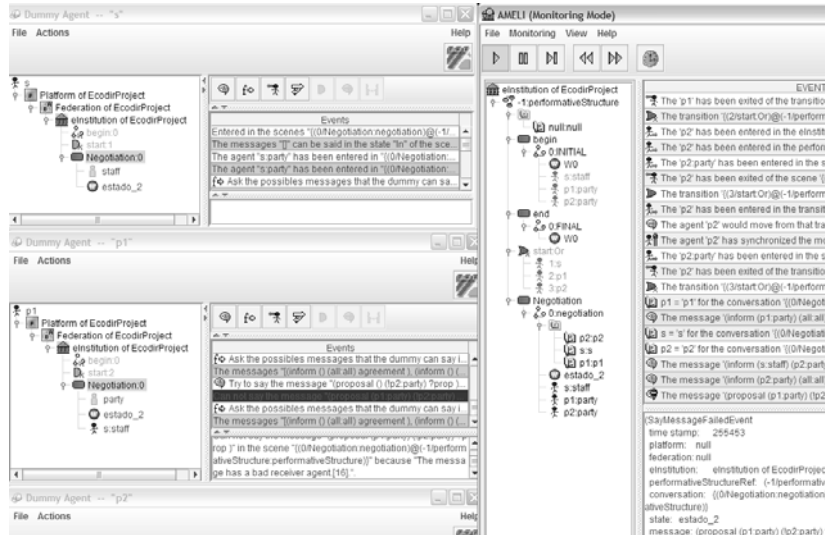 Dummy Agent -- "s"
File Actions
Help
s
Platform of EcodirProject
Federation of EcodirProject
eInstitution of EcodirProject
begin:0
start:1
Negotiation:0
staff
estado_2
Events
Entered in the scenes "{(0/Negotiation:negotiation)@(-1/...
The messages "[]" can be said in the state "In" of the sce...
The agent "s:party" has been entered in "{(0/Negotiation:...
The agent "s:party" has been entered in "{(0/Negotiation:...
Ask the possible messages that the dummy can sa...
Dummy Agent -- "p1"
File Actions
Help
p1
Platform of EcodirProject
Federation of EcodirProject
eInstitution of EcodirProject
begin:0
start:2
Negotiation:0
party
estado_2
s:staff
Events
Ask the possibles messages that the dummy can say i...
The messages "[(inform () (all:all) agreement ), (inform () (...
Try to say the message "(proposal () (!p2:party) ?prop )...
Can not say the message "(proposal (p1:party) (!p2:party)
Ask the possibles messages that the dummy can say i...
The messages "[(inform () (all:all) agreement ), (inform () (...
rop )" in the scene "{(0/Negotiation:negotiation)@(-1/perform
ativeStructure:performativeStructure)}" because "The messa
ge has a bad receiver agent.[16].".
Dummy Agent -- "p2"
File Actions
Help
AMELI (Monitoring Mode)
File Monitoring View Help
eInstitution of EcodirProject
-1:performativeStructure
null:null
begin
0:INITIAL
W0
s:staff
p1:party
p2:party
end
0:FINAL
W0
start:Or
1:s
2:p1
3:p2
Negotiation
0:negotiation
p2:p2
s:s
p1:p1
estado_2
s:staff
p1:party
p2:party
EVENT
The 'p1' has been exited of the transitio
The transition '{(2/start:Or)@(-1/perform
The 'p2' has been entered in the eInstit
The 'p2' has been entered in the perfor
The 'p2:party' has been entered in the s
The 'p2' has been exited of the scene '{(
The transition '{(3/start:Or)@(-1/perform
The 'p2' has been entered in the transit
The agent 'p2' would move from that tra
The agent 'p2' has synchronized the mo
The 'p2:party' has been entered in the s
The 'p2' has been exited of the transitio
The transition '{(3/start:Or)@(-1/perform
p1 = 'p1' for the conversation '{(0/Nego
The message '(inform (p1:party) (all:all)
s = 's' for the conversation '{(0/Negotiati
p2 = 'p2' for the conversation '{(0/Negot
The message '(inform (s:staff) (p2:party
The message '(inform (p2:party) (all:all)
The message '(proposal (p1:party) (!p2
(SayMessageFailedEvent
time stamp: 255453
platform: null
federation: null
eInstitution: eInstitution of EcodirProjec
performativeStructureRef: (-1/performativ
conversation: {(0/Negotiation:negotiation
ativeStructure)}
state: estado_2
message: (proposal (p1:party) (!p2:party)